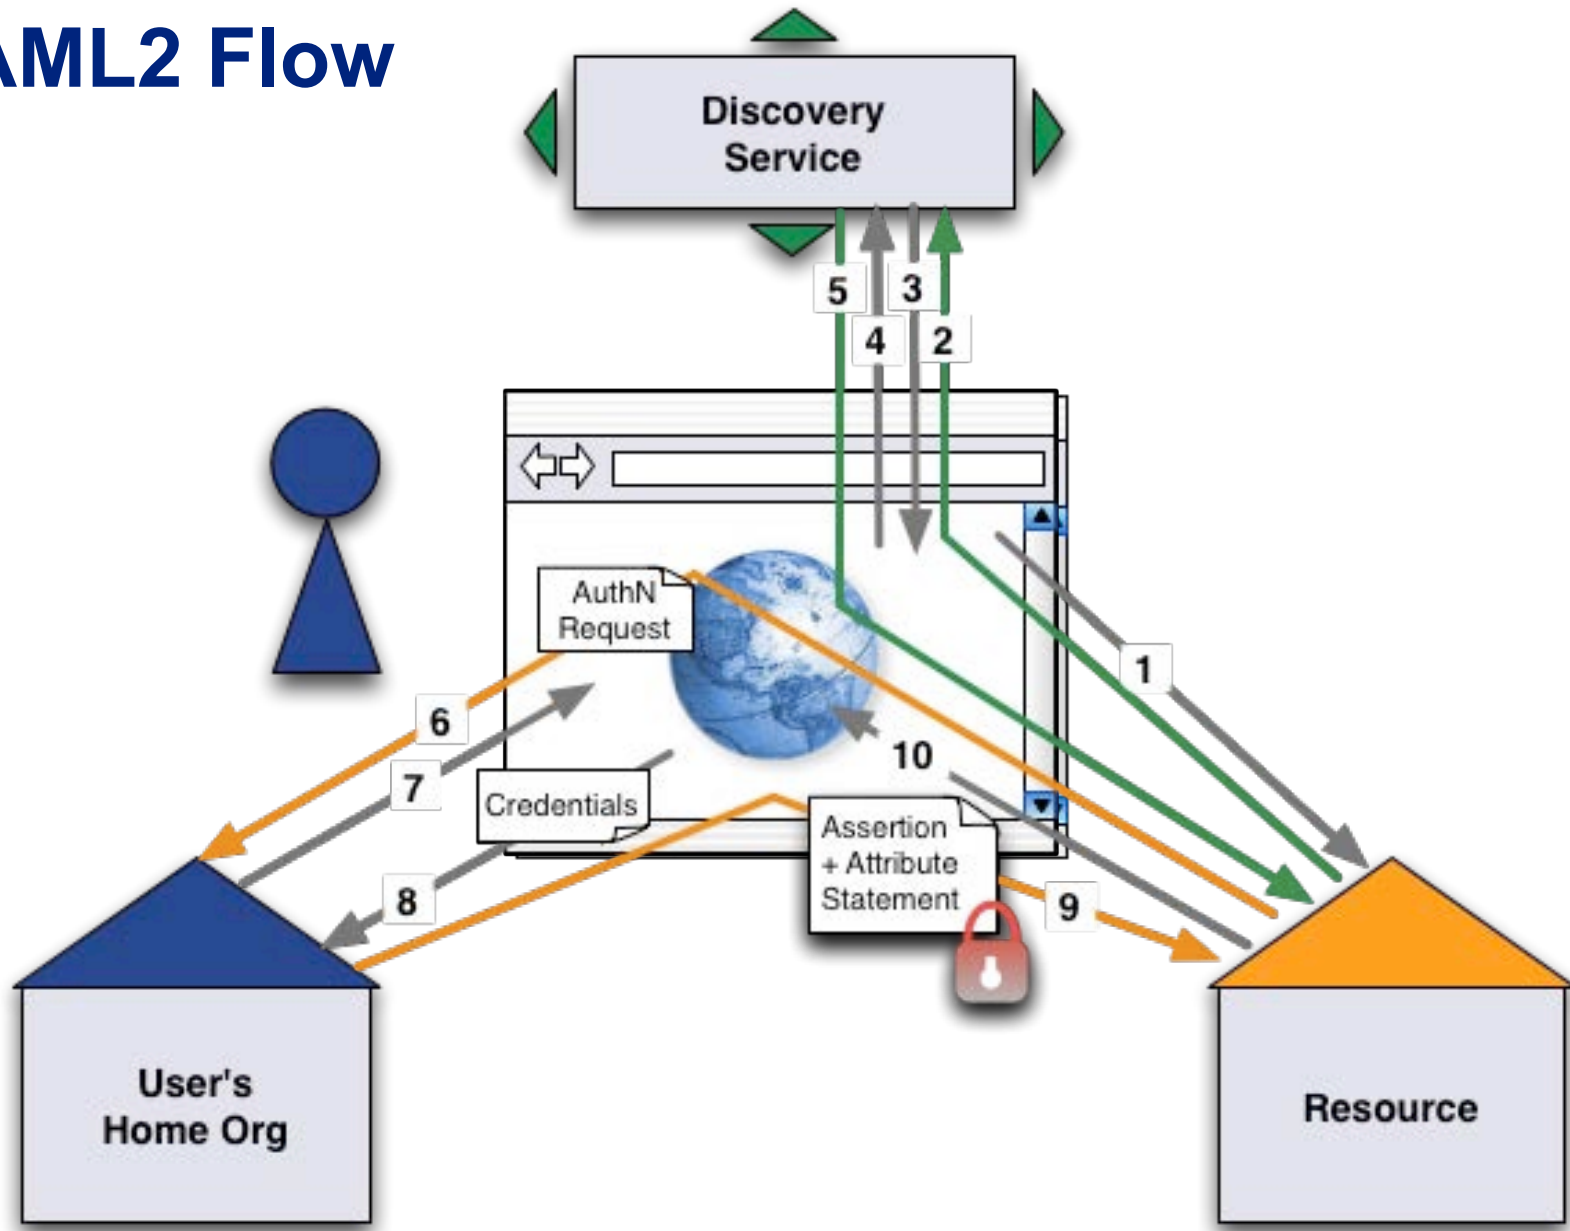 AML2 Flow
Discovery
Service
5
3
4
2
AuthN
Request
1
6
10
7
Credentials
Assertion
+ Attribute
Statement
8
9
User's
Home Org
Resource